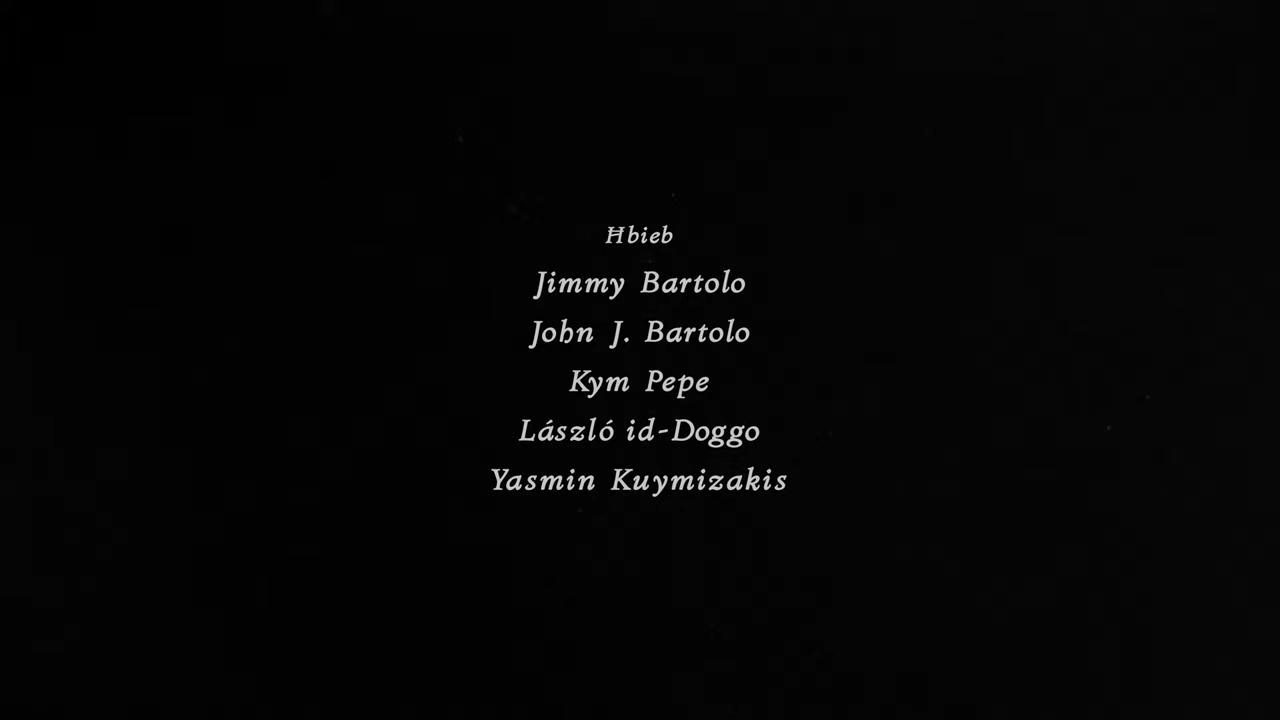 Ħbieb
Jimmy Bartolo
John J. Bartolo
Kym Pepe
László id-Doggo
Yasmin Kuymizakis